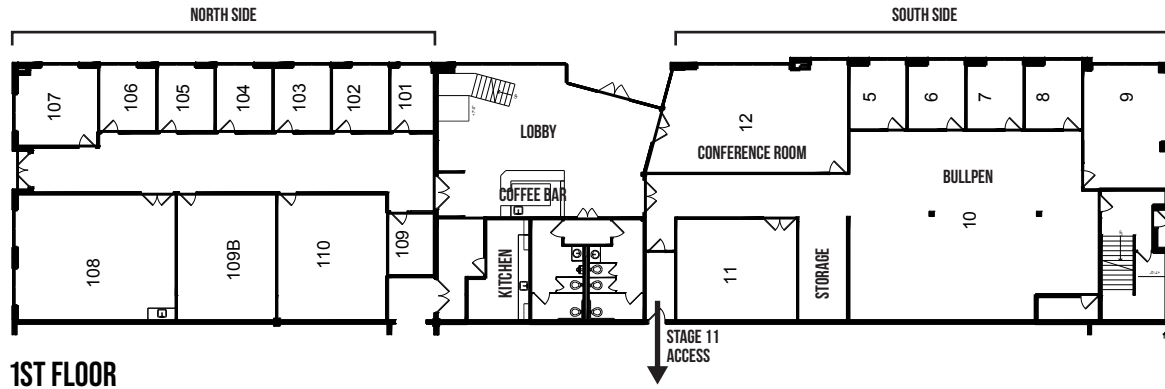 NORTH SIDE
SOUTH SIDE
107
106
105
104
103
102
101
LOBBY
12
CONFERENCE ROOM
5
6
7
8
9
COFFEE BAR
BULLPEN
10
108
109B
110
109
KITCHEN
11
STORAGE
STAGE 11
ACCESS
1ST FLOOR